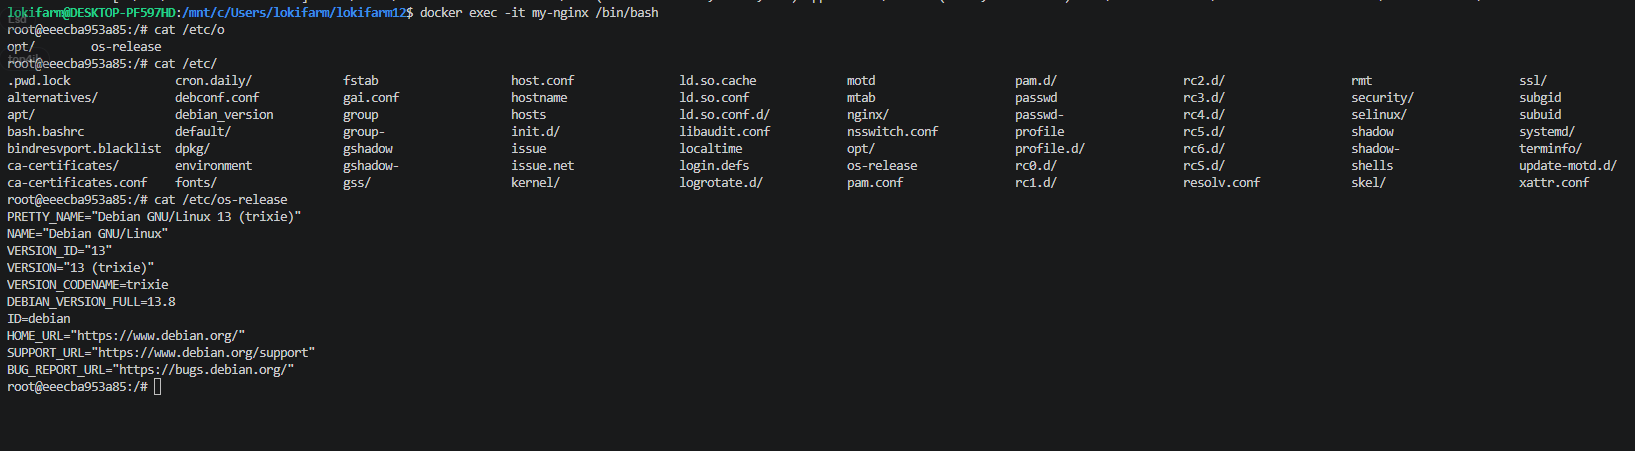 lokifarm@DESKTOP-PF597HD:/mnt/c/Users/lokifarm/lokifarm12$ docker exec -it my-nginx /bin/bash
root@eeecba953a85:/# cat /etc/o
opt/ os-release
root@eeecba953a85:/# cat /etc/
.pwd.lock cron.daily/ fstab host.conf ld.so.cache motd pam.d/ rc2.d/ rmt ssl/
alternatives/ debconf.conf gai.conf hostname ld.so.conf mtab passwd rc3.d/ security/ subgid
apt/ debian_version group hosts ld.so.conf.d/ nginx/ passwd- rc4.d/ selinux/ subuid
bash.bashrc default/ group- init.d/ libaudit.conf nsswitch.conf profile rc5.d/ shadow systemd/
bindresvport.blacklist dpkg/ gshadow issue localtime opt/ profile.d/ rc6.d/ shadow- terminfo/
ca-certificates/ environment gshadow- issue.net login.defs os-release rc0.d/ rcS.d/ shells update-motd.d/
ca-certificates.conf fonts/ gss/ kernel/ logrotate.d/ pam.conf rc1.d/ resolv.conf skel/ xattr.conf
root@eeecba953a85:/# cat /etc/os-release
PRETTY_NAME="Debian GNU/Linux 13 (trixie)"
NAME="Debian GNU/Linux"
VERSION_ID="13"
VERSION="13 (trixie)"
VERSION_CODENAME=trixie
DEBIAN_VERSION_FULL=13.8
ID=debian
HOME_URL="https://www.debian.org/"
SUPPORT_URL="https://www.debian.org/support"
BUG_REPORT_URL="https://bugs.debian.org/"
root@eeecba953a85:/#